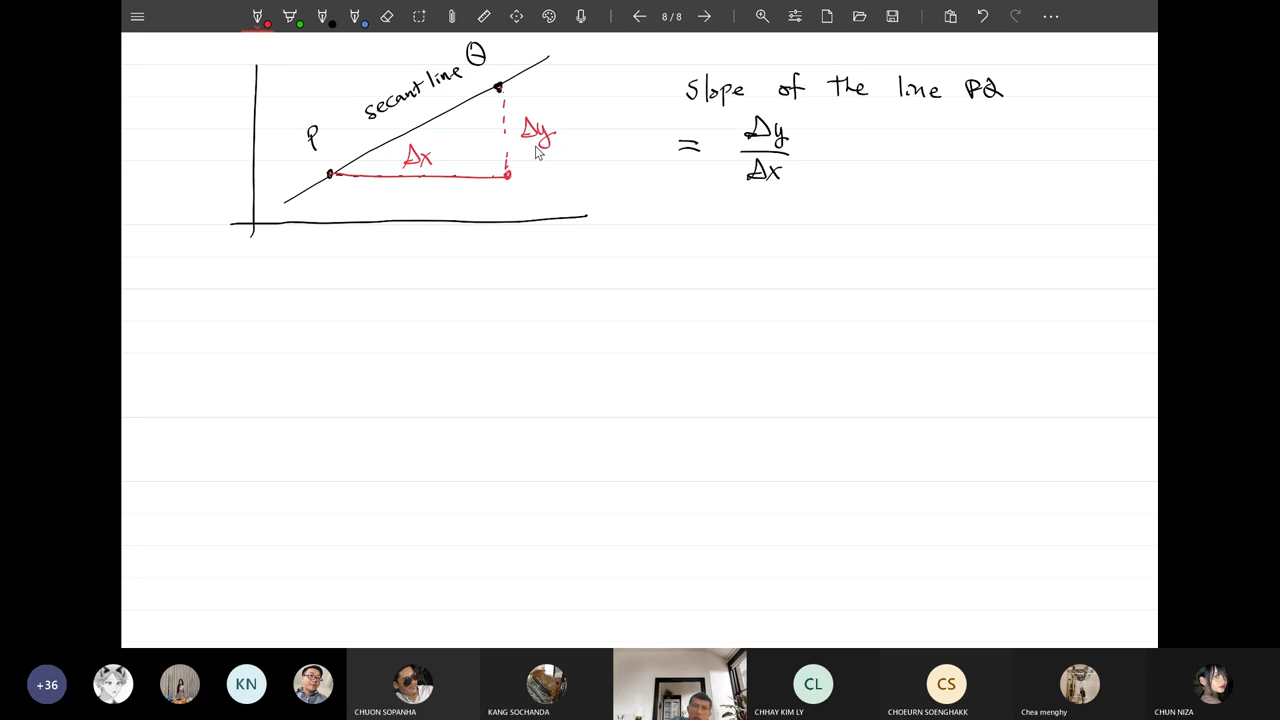 8/8
secant line Q
P
Δy
Δx
Slope of the line PQ
= Δy
Δx
+36
KN
CHUON SOPANHA
KANG SOCHANDA
CL
CHHAY KIM LY
CS
CHOEURN SOENGHAKK
Chea menghy
CHUN NIZA